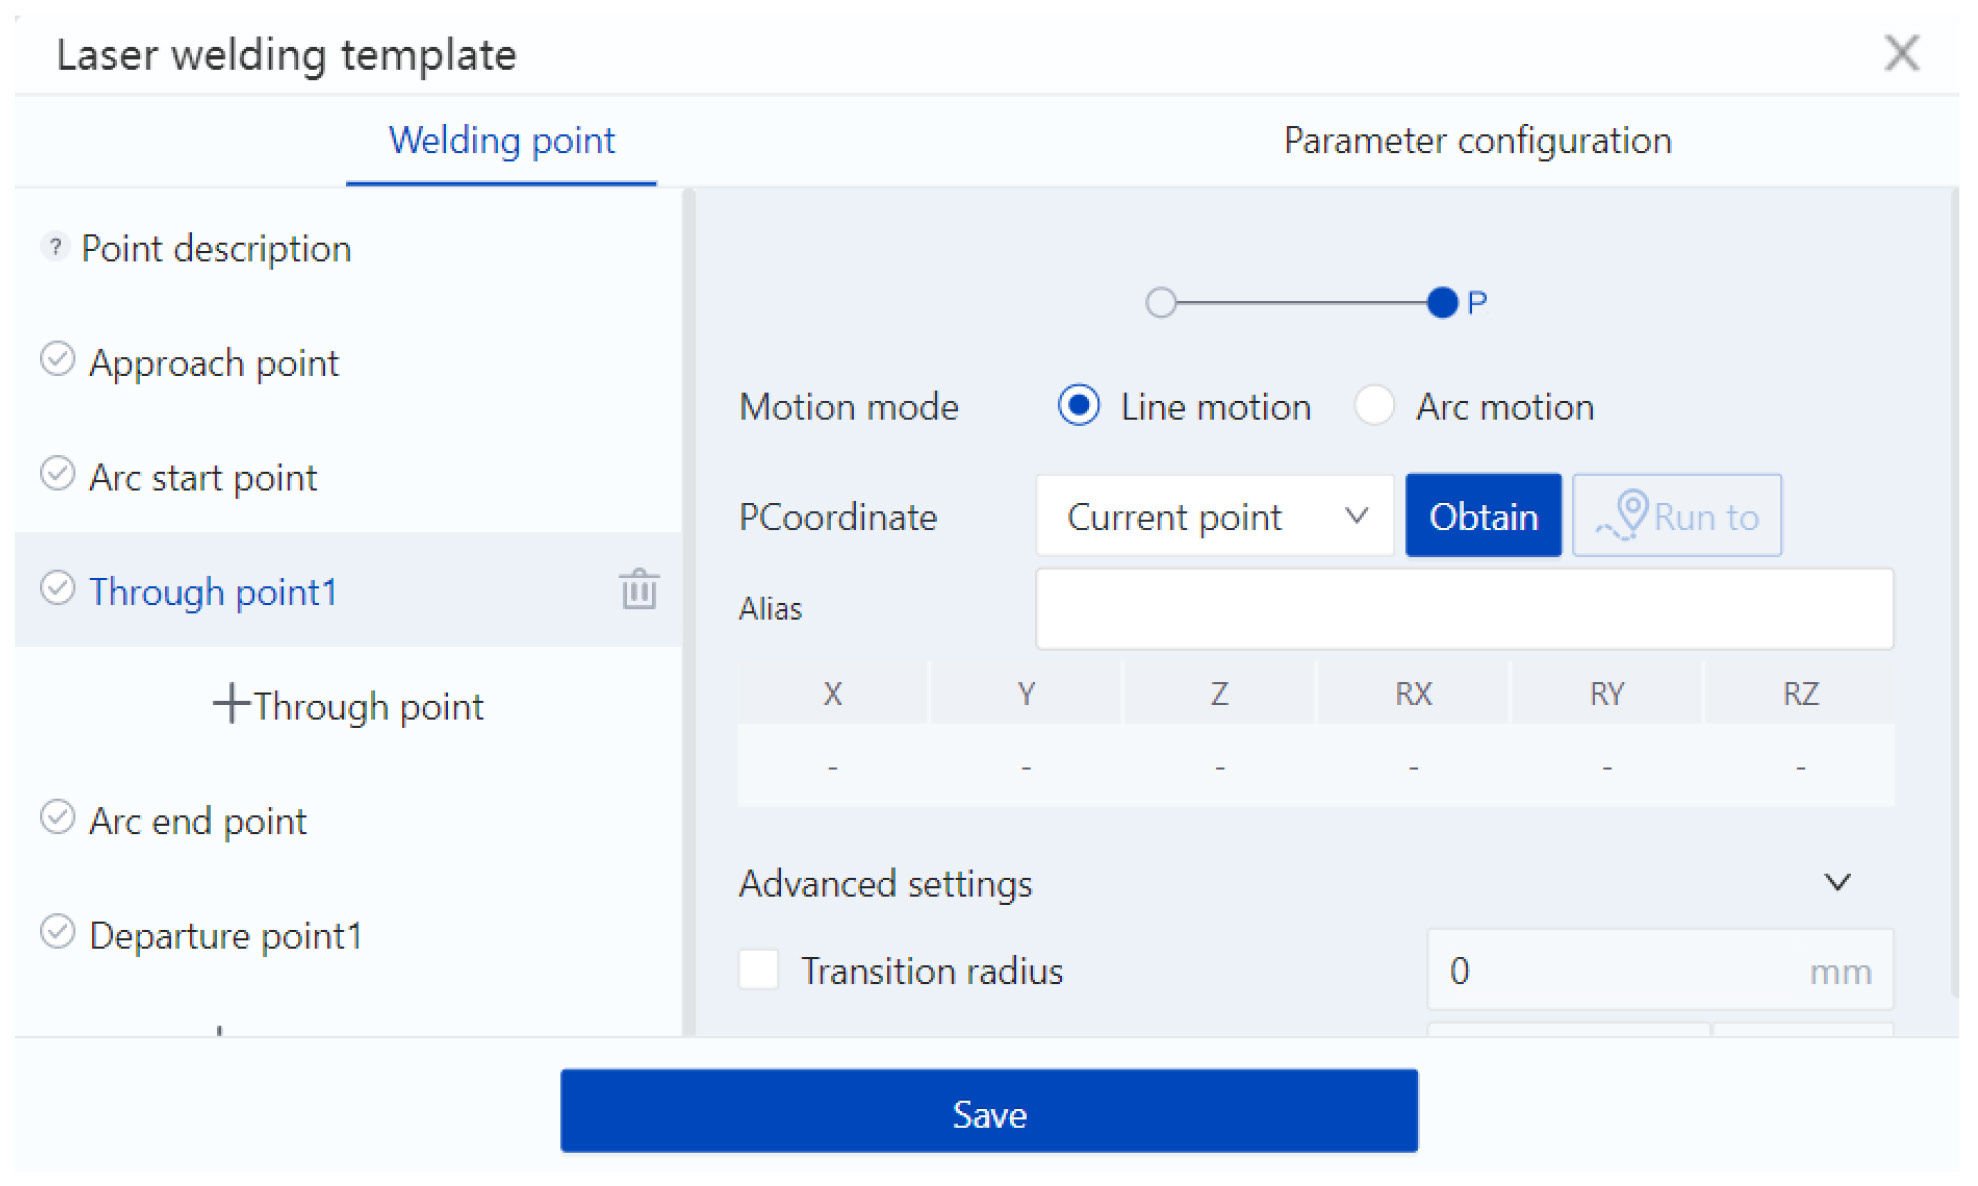 Laser welding template
Welding point
Parameter configuration
? Point description
Approach point
Arc start point
Through point1
+Through point
Arc end point
Departure point1
P
Motion mode
Line motion
Arc motion
PCoordinate
Current point
Obtain
Run to
Alias
X Y Z RX RY RZ
- - - - - -
Advanced settings
Transition radius
0 mm
Save